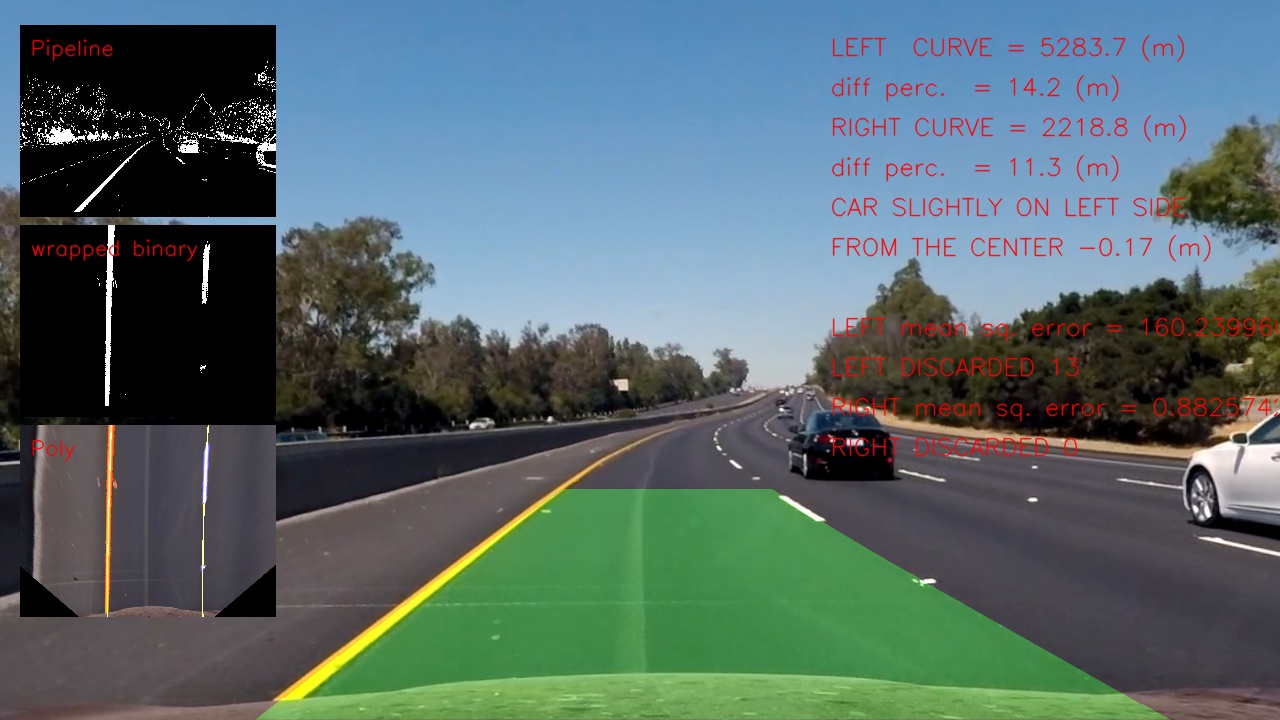 Pipeline
wrapped binary
Poly
LEFT CURVE = 5283.7 (m)
diff perc. = 14.2 (m)
RIGHT CURVE = 2218.8 (m)
diff perc. = 11.3 (m)
CAR SLIGHTLY ON LEFT SIDE
FROM THE CENTER -0.17 (m)
LEFT mean sq. error = 160.23996
LEFT DISCARDED 13
RIGHT mean sq. error = 0.882574
RIGHT DISCARDED 0